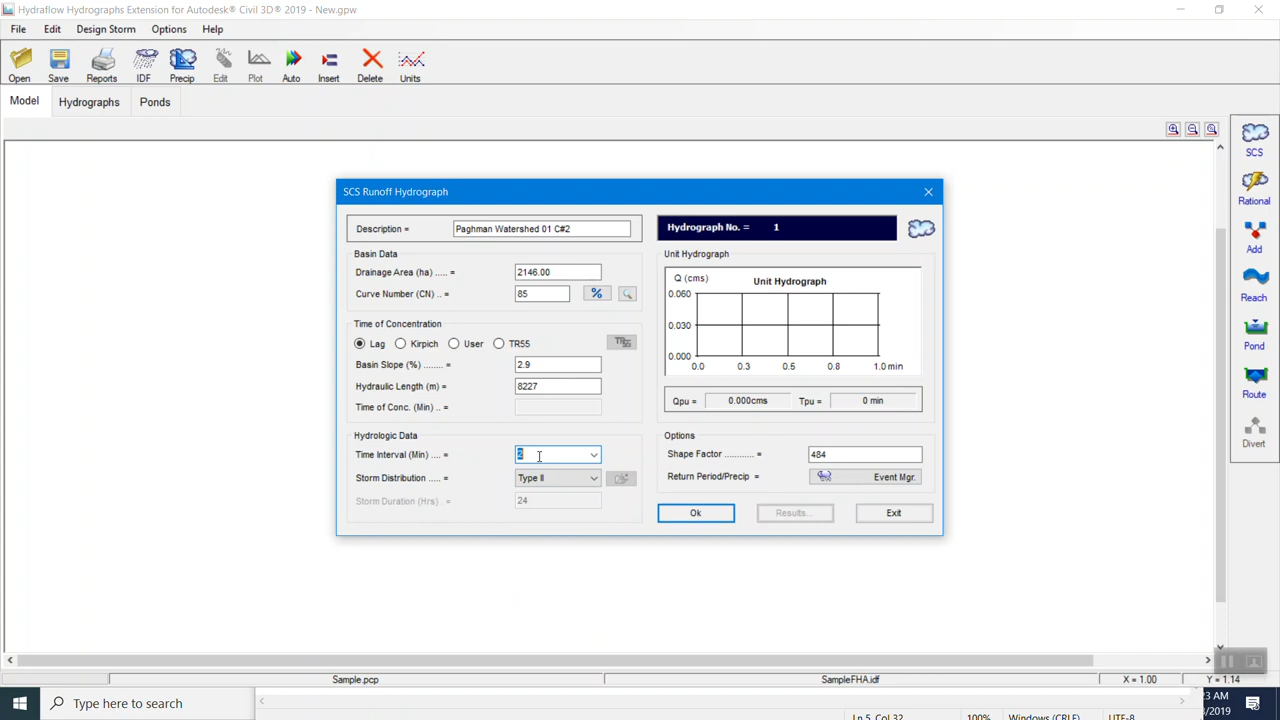 Hydraflow Hydrographs Extension for Autodesk® Civil 3D® 2019 - New.gpw
File Edit Design Storm Options Help
Open Save Reports IDF Precip Edit Plot Auto Insert Delete Units
Model Hydrographs Ponds
SCS Runoff Hydrograph
Description = Paghman Watershed 01 C#2
Hydrograph No. = 1
Basin Data
Drainage Area (ha) ..... = 2146.00
Curve Number (CN) .. = 85 %
Time of Concentration
Lag Kirpich User TR55
Basin Slope (%) ........ = 2.9
Hydraulic Length (m) = 8227
Time of Conc. (Min) .. =
Hydrologic Data
Time Interval (Min) .... = 2
Storm Distribution ..... = Type II
Storm Duration (Hrs) . = 24
Unit Hydrograph
Q (cms) Unit Hydrograph
0.060
0.030
0.000
0.0 0.3 0.5 0.8 1.0 min
Qpu = 0.000cms Tpu = 0 min
Options
Shape Factor ............ = 484
Return Period/Precip = Event Mgr.
Ok Results... Exit
SCS
Rational
Add
Reach
Pond
Route
Divert
Sample.pcp SampleFHA.idf X = 1.00 Y = 1.14
Type here to search
Ln 5, Col 32 100% Windows (CRLF) UTF-8